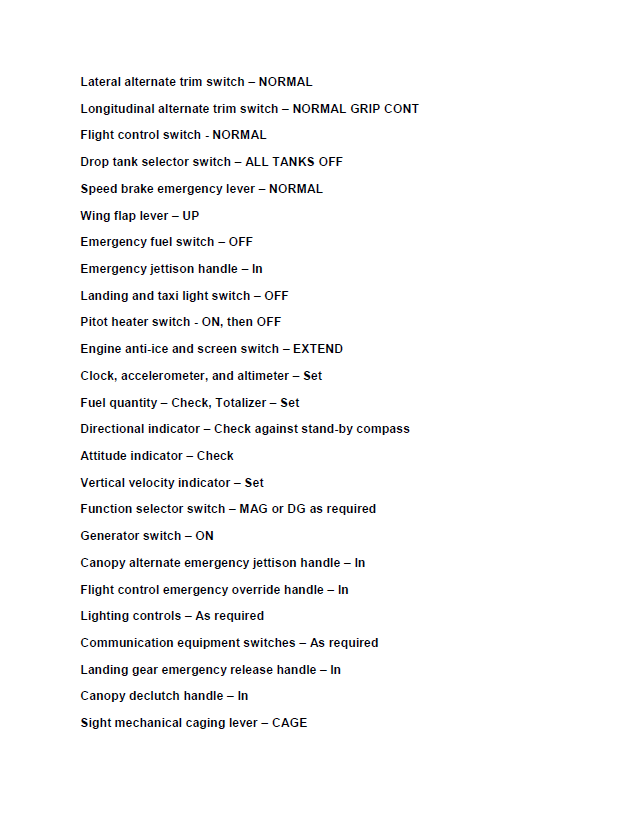 Lateral alternate trim switch – NORMAL
Longitudinal alternate trim switch – NORMAL GRIP CONT
Flight control switch - NORMAL
Drop tank selector switch – ALL TANKS OFF
Speed brake emergency lever – NORMAL
Wing flap lever – UP
Emergency fuel switch – OFF
Emergency jettison handle – In
Landing and taxi light switch – OFF
Pitot heater switch - ON, then OFF
Engine anti-ice and screen switch – EXTEND
Clock, accelerometer, and altimeter – Set
Fuel quantity – Check, Totalizer – Set
Directional indicator – Check against stand-by compass
Attitude indicator – Check
Vertical velocity indicator – Set
Function selector switch – MAG or DG as required
Generator switch – ON
Canopy alternate emergency jettison handle – In
Flight control emergency override handle – In
Lighting controls – As required
Communication equipment switches – As required
Landing gear emergency release handle – In
Canopy declutch handle – In
Sight mechanical caging lever – CAGE